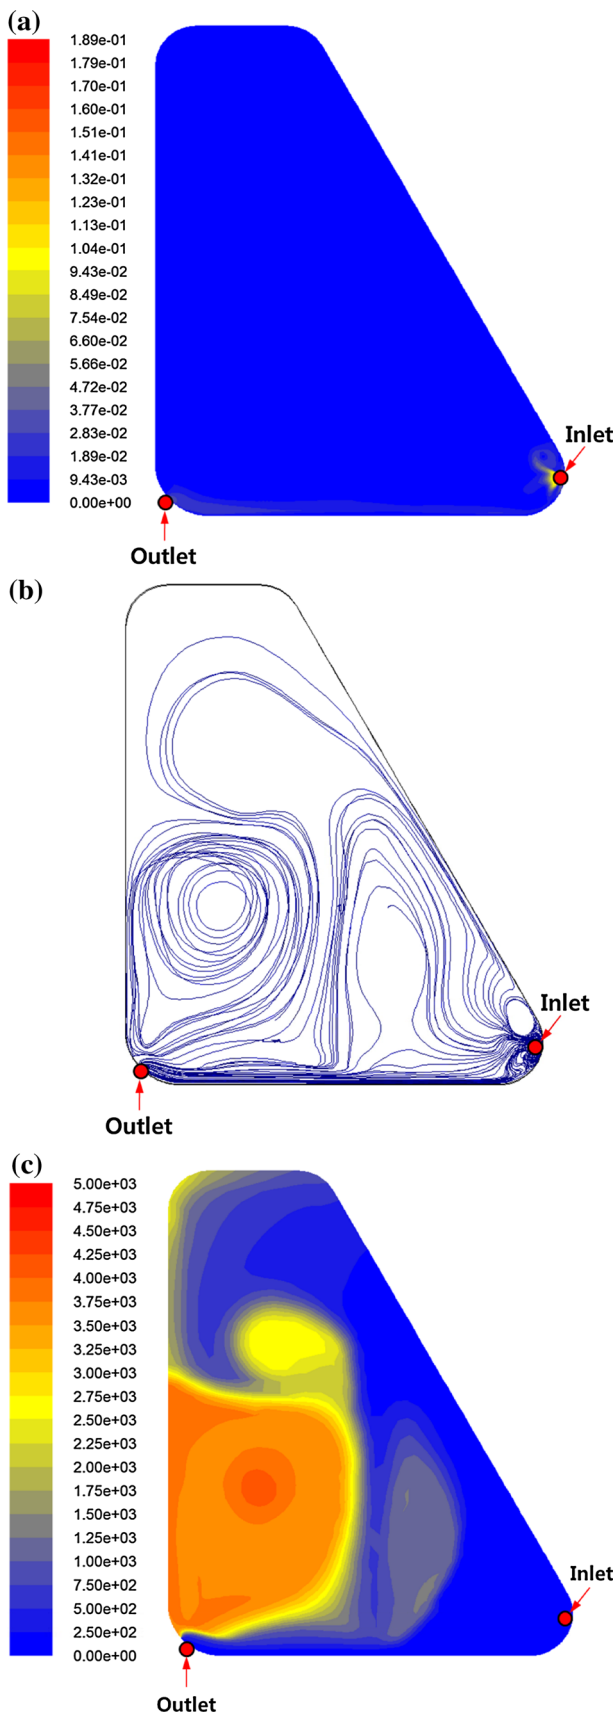 (a)
1.89e-01
1.79e-01
1.70e-01
1.60e-01
1.51e-01
1.41e-01
1.32e-01
1.23e-01
1.13e-01
1.04e-01
9.43e-02
8.49e-02
7.54e-02
6.60e-02
5.66e-02
4.72e-02
3.77e-02
2.83e-02
1.89e-02
9.43e-03
0.00e+00
Inlet
Outlet
(b)
Inlet
Outlet
(c)
5.00e+03
4.75e+03
4.50e+03
4.25e+03
4.00e+03
3.75e+03
3.50e+03
3.25e+03
3.00e+03
2.75e+03
2.50e+03
2.25e+03
2.00e+03
1.75e+03
1.50e+03
1.25e+03
1.00e+03
7.50e+02
5.00e+02
2.50e+02
0.00e+00
Inlet
Outlet